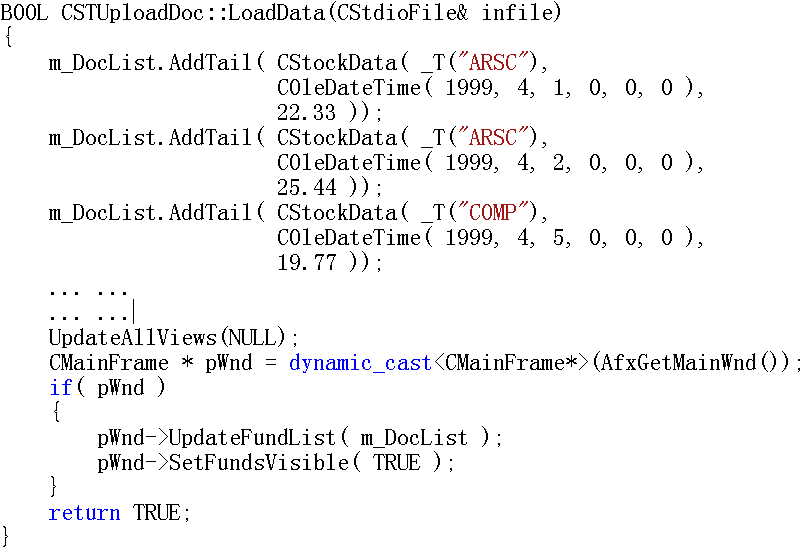 BOOL CSTUploadDoc::LoadData(CStdioFile& infile)
{
    m_DocList.AddTail( CStockData( _T("ARSC"),
                       COleDateTime( 1999, 4, 1, 0, 0, 0 ),
                       22.33 ));
    m_DocList.AddTail( CStockData( _T("ARSC"),
                       COleDateTime( 1999, 4, 2, 0, 0, 0 ),
                       25.44 ));
    m_DocList.AddTail( CStockData( _T("COMP"),
                       COleDateTime( 1999, 4, 5, 0, 0, 0 ),
                       19.77 ));
    ... ...
    ... ...
    UpdateAllViews(NULL);
    CMainFrame * pWnd = dynamic_cast<CMainFrame*>(AfxGetMainWnd());
    if( pWnd )
    {
        pWnd->UpdateFundList( m_DocList );
        pWnd->SetFundsVisible( TRUE );
    }
    return TRUE;
}